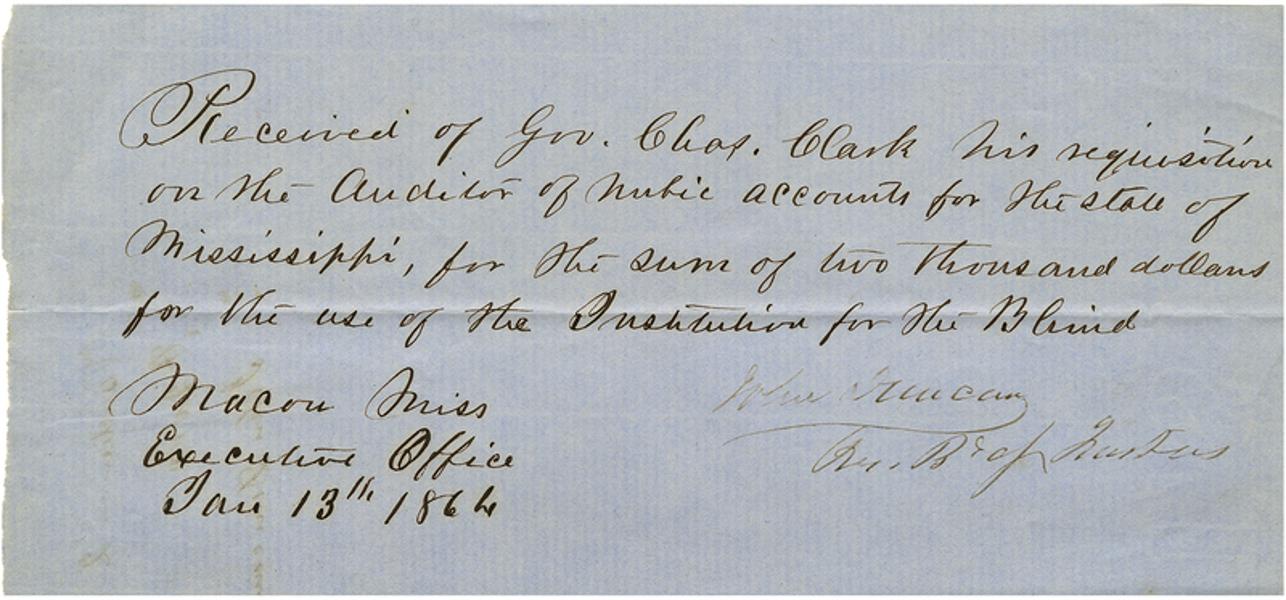 Received of Gov. Chas. Clark his requisition
on the Auditor of Public accounts for the state of
Mississippi, for the sum of two thousand dollars
for the use of the Institution for the Blind
Macon Miss
Executive Office
Jan 13th 1864
John Duncan
Pres. Bd of Trustees